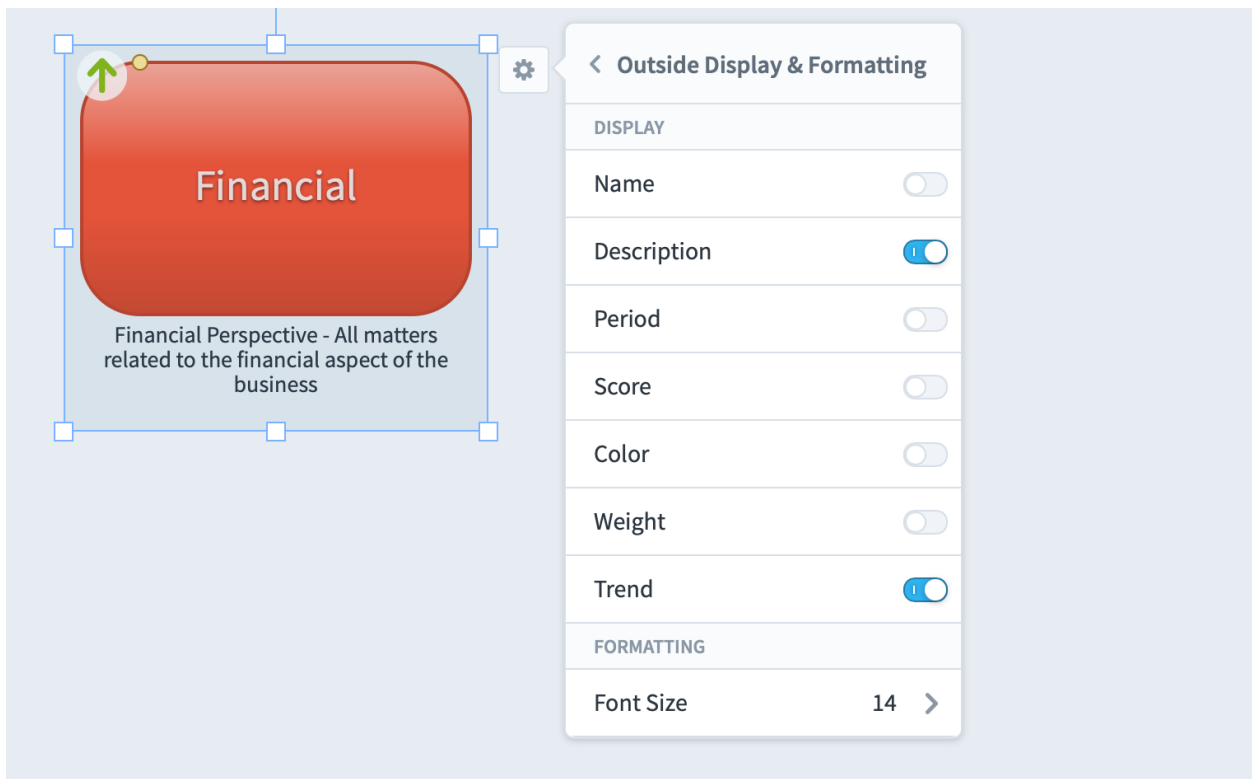 Financial
Financial Perspective - All matters
related to the financial aspect of the
business
Outside Display & Formatting
DISPLAY
Name
Description
Period
Score
Color
Weight
Trend
FORMATTING
Font Size 14